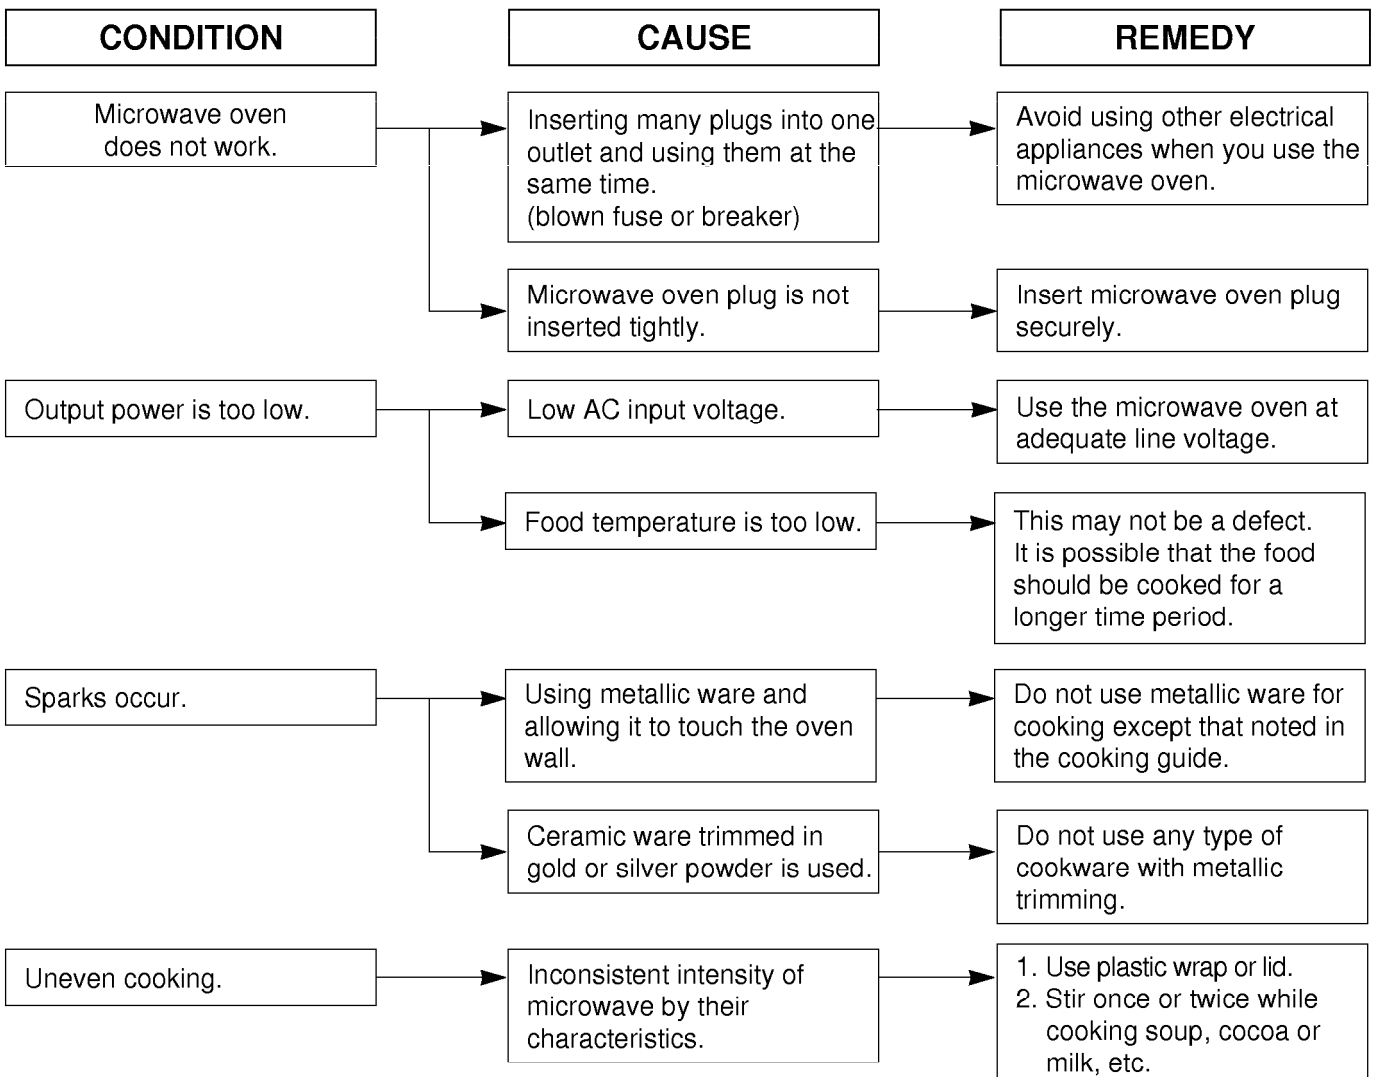 CONDITION
CAUSE
REMEDY
Microwave oven
does not work.
Inserting many plugs into one
outlet and using them at the
same time.
(blown fuse or breaker)
Avoid using other electrical
appliances when you use the
microwave oven.
Microwave oven plug is not
inserted tightly.
Insert microwave oven plug
securely.
Output power is too low.
Low AC input voltage.
Use the microwave oven at
adequate line voltage.
Food temperature is too low.
This may not be a defect.
It is possible that the food
should be cooked for a
longer time period.
Sparks occur.
Using metallic ware and
allowing it to touch the oven
wall.
Do not use metallic ware for
cooking except that noted in
the cooking guide.
Ceramic ware trimmed in
gold or silver powder is used.
Do not use any type of
cookware with metallic
trimming.
Uneven cooking.
Inconsistent intensity of
microwave by their
characteristics.
1. Use plastic wrap or lid.
2. Stir once or twice while
cooking soup, cocoa or
milk, etc.